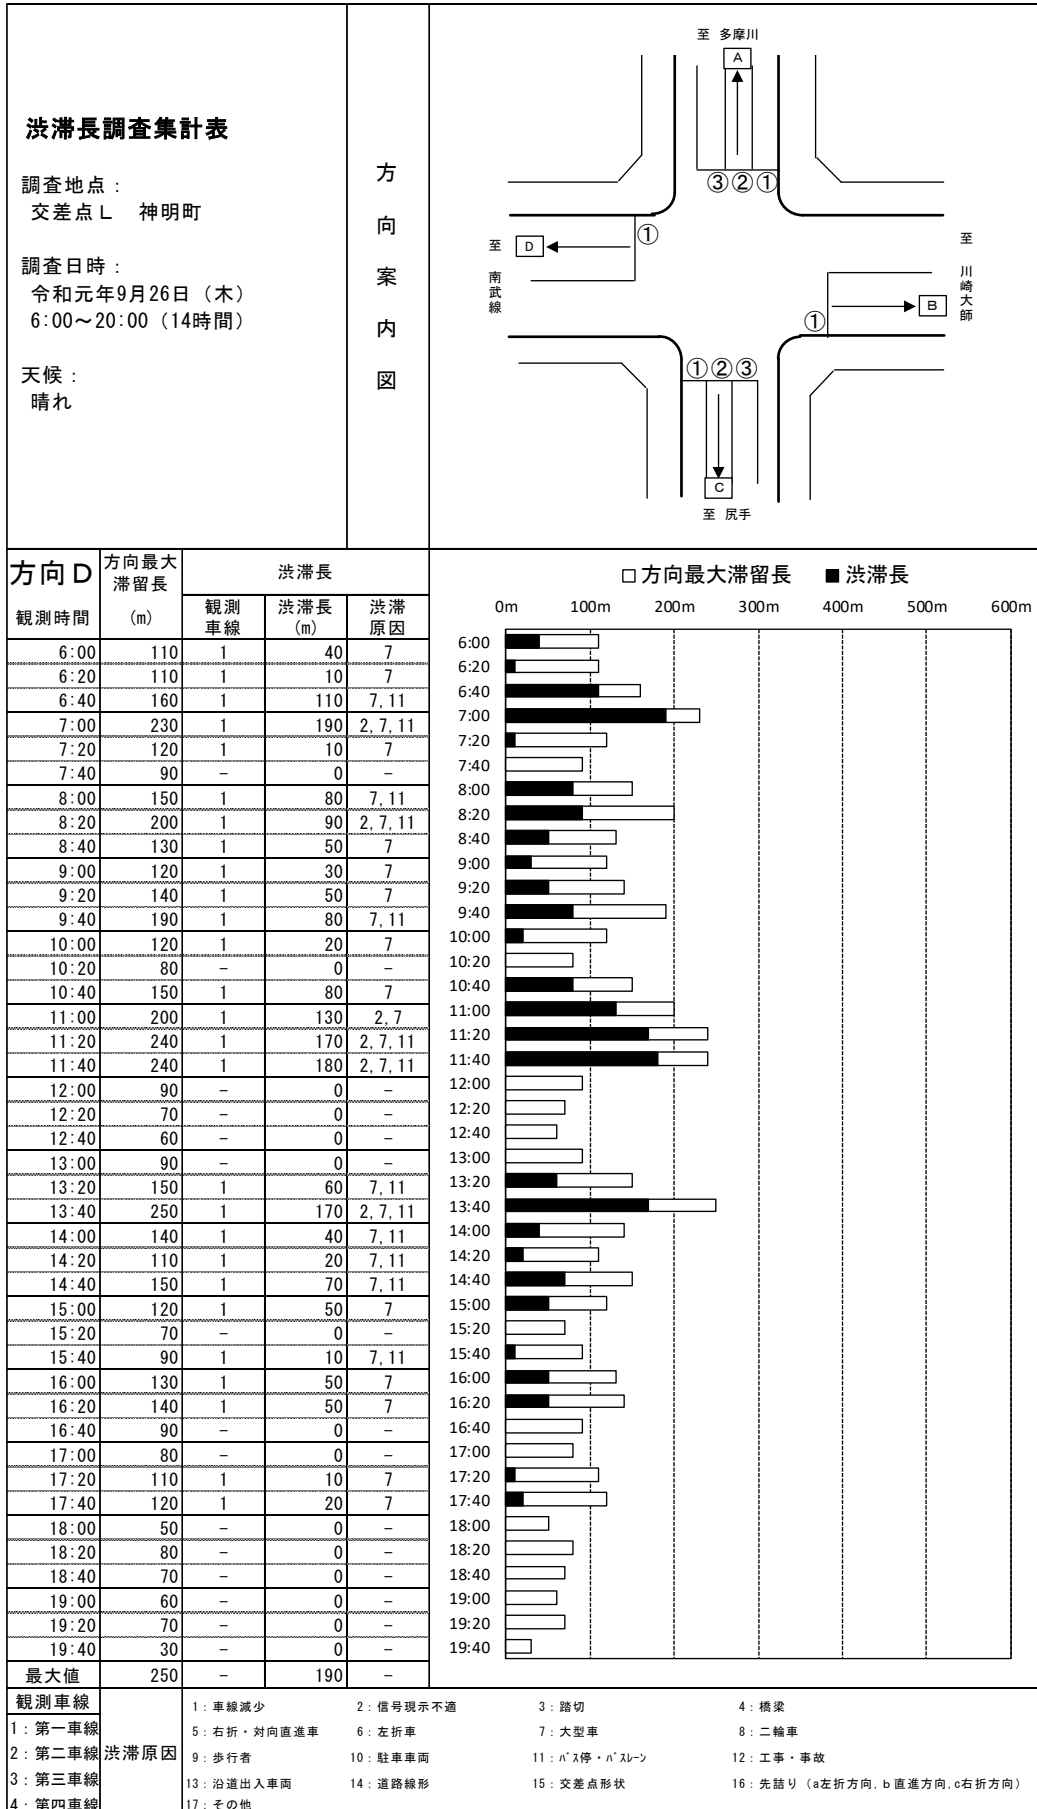 渋滞長調査集計表
調査地点：
交差点Ｌ　神明町
調査日時：
令和元年9月26日（木）
6:00～20:00（14時間）
天候：
晴れ
方
向
案
内
図
至 多摩川
A
③②①
①
至 D
南武線
至
川崎大師
B
①
①②③
C
至 尻手
方向Ｄ 方向最大滞留長 渋滞長
観測時間 (m) 観測車線 渋滞長(m) 渋滞原因
6:00 110 1 40 7
6:20 110 1 10 7
6:40 160 1 110 7, 11
7:00 230 1 190 2, 7, 11
7:20 120 1 10 7
7:40 90 − 0 −
8:00 150 1 80 7, 11
8:20 200 1 90 2, 7, 11
8:40 130 1 50 7
9:00 120 1 30 7
9:20 140 1 50 7
9:40 190 1 80 7, 11
10:00 120 1 20 7
10:20 80 − 0 −
10:40 150 1 80 7
11:00 200 1 130 2, 7
11:20 240 1 170 2, 7, 11
11:40 240 1 180 2, 7, 11
12:00 90 − 0 −
12:20 70 − 0 −
12:40 60 − 0 −
13:00 90 − 0 −
13:20 150 1 60 7, 11
13:40 250 1 170 2, 7, 11
14:00 140 1 40 7, 11
14:20 110 1 20 7, 11
14:40 150 1 70 7, 11
15:00 120 1 50 7
15:20 70 − 0 −
15:40 90 1 10 7, 11
16:00 130 1 50 7
16:20 140 1 50 7
16:40 90 − 0 −
17:00 80 − 0 −
17:20 110 1 10 7
17:40 120 1 20 7
18:00 50 − 0 −
18:20 80 − 0 −
18:40 70 − 0 −
19:00 60 − 0 −
19:20 70 − 0 −
19:40 30 − 0 −
最大値 250 − 190 −
□方向最大滞留長 ■渋滞長
0m 100m 200m 300m 400m 500m 600m
6:00
6:20
6:40
7:00
7:20
7:40
8:00
8:20
8:40
9:00
9:20
9:40
10:00
10:20
10:40
11:00
11:20
11:40
12:00
12:20
12:40
13:00
13:20
13:40
14:00
14:20
14:40
15:00
15:20
15:40
16:00
16:20
16:40
17:00
17:20
17:40
18:00
18:20
18:40
19:00
19:20
19:40
観測車線
1：第一車線
2：第二車線
3：第三車線
4：第四車線
渋滞原因
1：車線減少 2：信号現示不適 3：踏切 4：橋梁
5：右折・対向直進車 6：左折車 7：大型車 8：二輪車
9：歩行者 10：駐車車両 11：ﾊﾞｽ停・ﾊﾞｽﾚｰﾝ 12：工事・事故
13：沿道出入車両 14：道路線形 15：交差点形状 16：先詰り（a左折方向, b直進方向, c右折方向）
17：その他